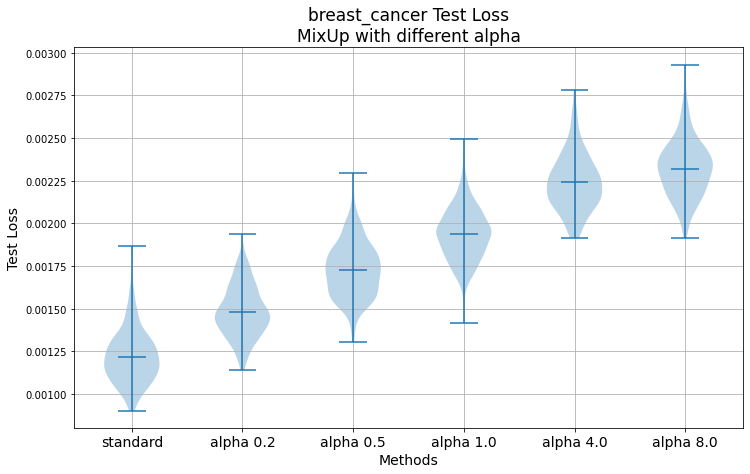 breast_cancer Test Loss
MixUp with different alpha
Test Loss
0.00300
0.00275
0.00250
0.00225
0.00200
0.00175
0.00150
0.00125
0.00100
standard alpha 0.2 alpha 0.5 alpha 1.0 alpha 4.0 alpha 8.0
Methods